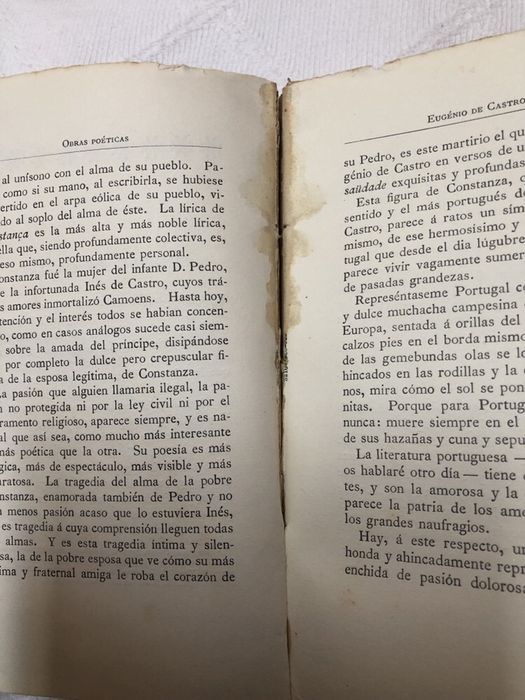 OBRAS POÉTICAS
al unísono con el alma de su pueblo. Pa-
como si su mano, al escribirla, se hubiese
ertido en el arpa eólica de su pueblo, vi-
do al soplo del alma de éste. La lírica de
stança es la más alta y más noble lírica,
ella que, siendo profundamente colectiva, es,
eso mismo, profundamente personal.
onstanza fué la mujer del infante D. Pedro,
e la infortunada Inés de Castro, cuyos trá-
s amores inmortalizó Camoens. Hasta hoy,
tención y el interés todos se habían concen-
o, como en casos análogos sucede casi siem-
sobre la amada del príncipe, disipándose
por completo la dulce pero crepuscular fi-
a de la esposa legítima, de Constanza.
a pasión que alguien llamaria ilegal, la pa-
n no protegida ni por la ley civil ni por el
ramento religioso, aparece siempre, y es na-
al que así sea, como mucho más interesante
más poética que la otra. Su poesía es más
gica, más de espectáculo, más visible y más
aratosa. La tragedia del alma de la pobre
nstanza, enamorada también de Pedro y no
n menos pasión acaso que lo estuviera Inés,
es tragedia á cuya comprensión lleguen todas
almas. Y es esta tragedia íntima y silen-
sa, la de la pobre esposa que ve cómo su más
ima y fraternal amiga le roba el corazón de
EUGÉNIO DE CASTRO
su Pedro, es este martirio el qu
génio de Castro en versos de u
saüdade exquisitas y profundas
Esta figura de Constanza, q
sentido y el más portugués d
Castro, parece á ratos un sím
mismo, de ese hermosísimo y
tugal que desde el día lúgubre
parece vivir vagamente sumer
de pasadas grandezas.
Represéntaseme Portugal co
y dulce muchacha campesina
Europa, sentada á orillas del
calzos pies en el borda mismo
de las gemebundas olas se lo
hincados en las rodillas y la c
nos, mira cómo el sol se pon
nitas. Porque para Portug
nunca: muere siempre en el
de sus hazañas y cuna y sepu
La literatura portuguesa —
os hablaré otro día — tiene d
tes, y son la amorosa y la
parece la patria de los amo
los grandes naufragios.
Hay, á este respecto, un
honda y ahincadamente repr
enchida de pasión dolorosa